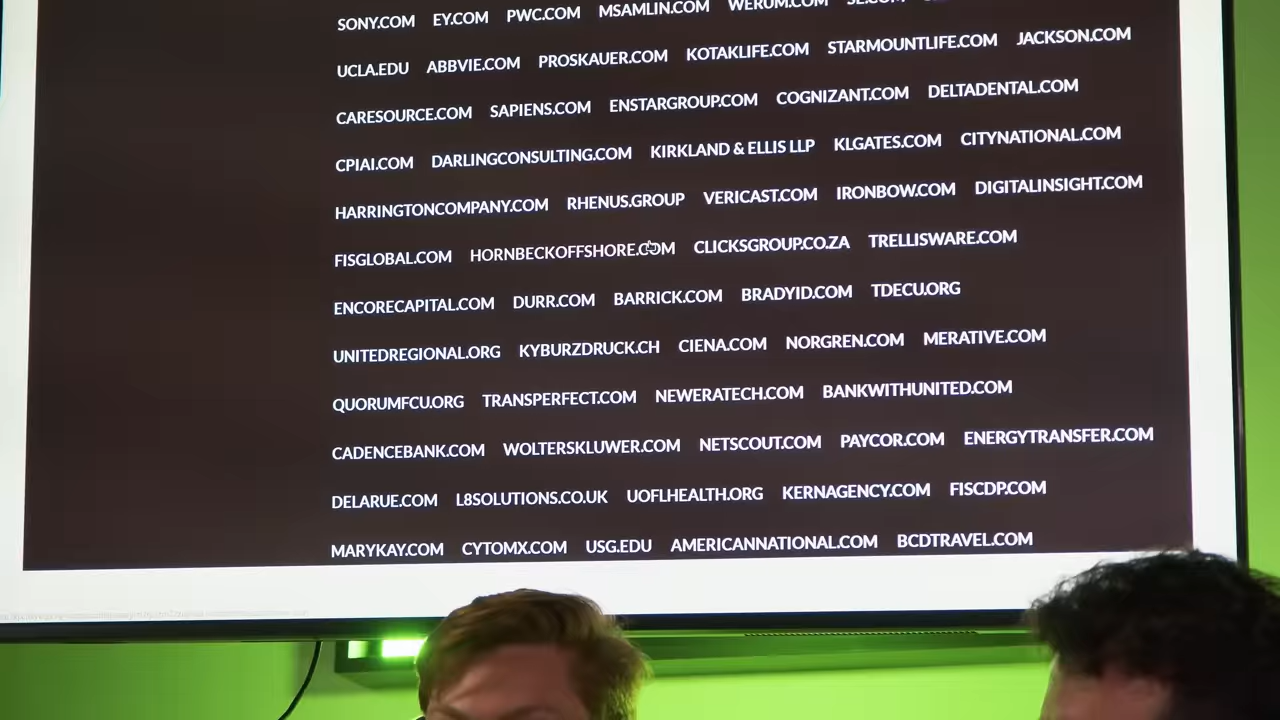 SONY.COM EY.COM PWC.COM MSAMLIN.COM WERUM.COM
UCLA.EDU ABBVIE.COM PROSKAUER.COM KOTAKLIFE.COM STARMOUNTLIFE.COM JACKSON.COM
CARESOURCE.COM SAPIENS.COM ENSTARGROUP.COM COGNIZANT.COM DELTADENTAL.COM
CPIAI.COM DARLINGCONSULTING.COM KIRKLAND & ELLIS LLP KLGATES.COM CITYNATIONAL.COM
HARRINGTONCOMPANY.COM RHENUS.GROUP VERICAST.COM IRONBOW.COM DIGITALINSIGHT.COM
FISGLOBAL.COM HORNBECKOFFSHORE.COM CLICKSGROUP.CO.ZA TRELLISWARE.COM
ENCORECAPITAL.COM DURR.COM BARRICK.COM BRADYID.COM TDECU.ORG
UNITEDREGIONAL.ORG KYBURZDRUCK.CH CIENA.COM NORGREN.COM MERATIVE.COM
QUORUMFCU.ORG TRANSPERFECT.COM NEWERATECH.COM BANKWITHUNITED.COM
CADENCEBANK.COM WOLTERSKLUWER.COM NETSCOUT.COM PAYCOR.COM ENERGYTRANSFER.COM
DELARUE.COM L8SOLUTIONS.CO.UK UOFLHEALTH.ORG KERNAGENCY.COM FISCDP.COM
MARYKAY.COM CYTOMX.COM USG.EDU AMERICANNATIONAL.COM BCDTRAVEL.COM